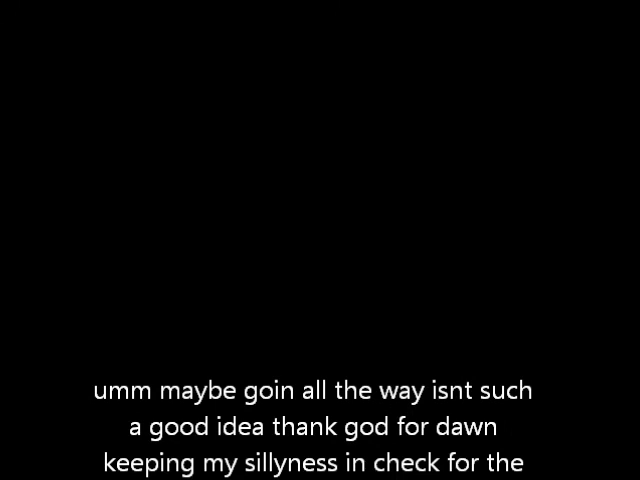 umm maybe goin all the way isnt such
a good idea thank god for dawn
keeping my sillyness in check for the